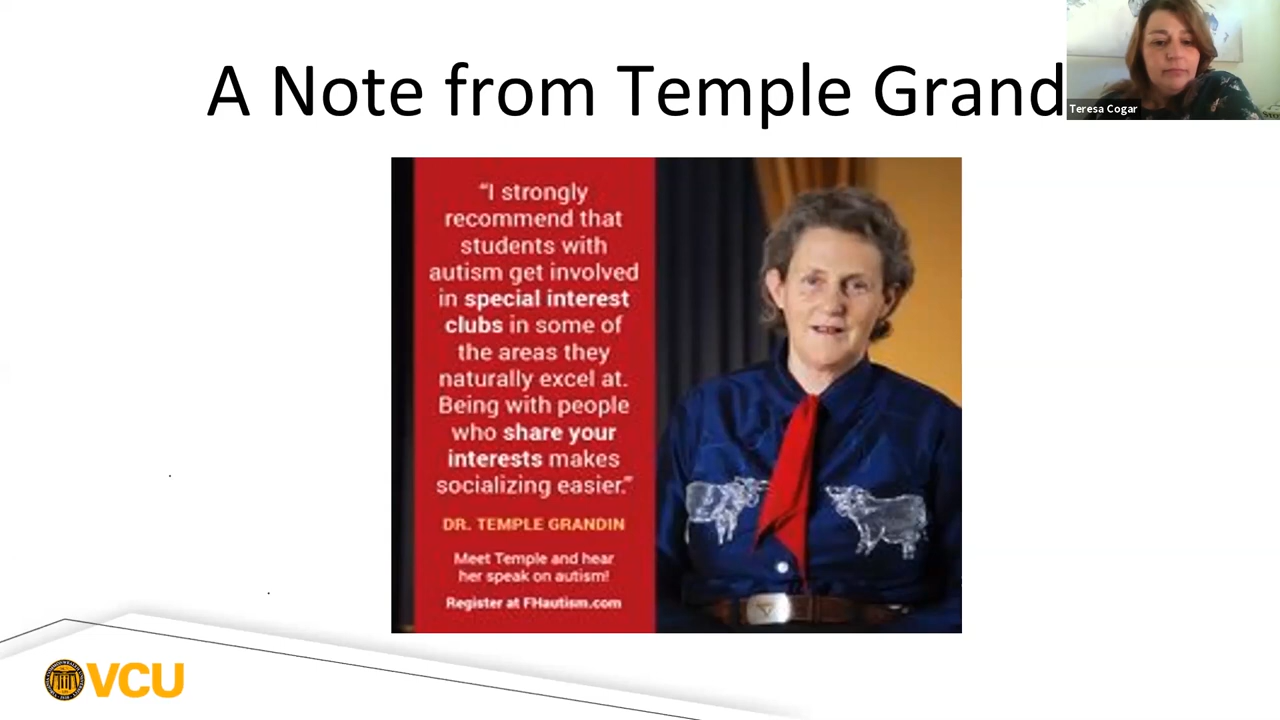 A Note from Temple Grand
Teresa Cogar
“I strongly
recommend that
students with
autism get involved
in special interest
clubs in some of
the areas they
naturally excel at.
Being with people
who share your
interests makes
socializing easier.”
DR. TEMPLE GRANDIN
Meet Temple and hear
her speak on autism!
Register at FHautism.com
VCU